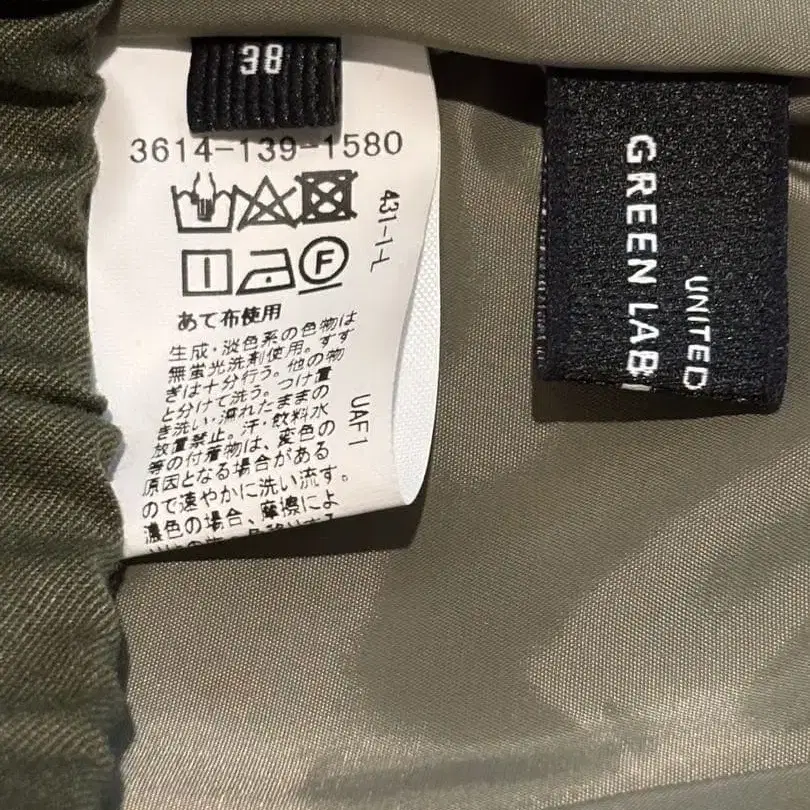 38
3614-139-1580
431-1-L
F
あて布使用
生成・淡色系の色物は
無蛍光洗剤使用。すす
ぎは十分行う。他の物
と分けて洗う。つけ置
き洗い・濡れたままの
放置禁止。汗・飲料水
等の付着物は、変色の
原因となる場合がある
ので速やかに洗い流す。
濃色の場合、摩擦によ
UAF1
GREEN LAB
UNITED